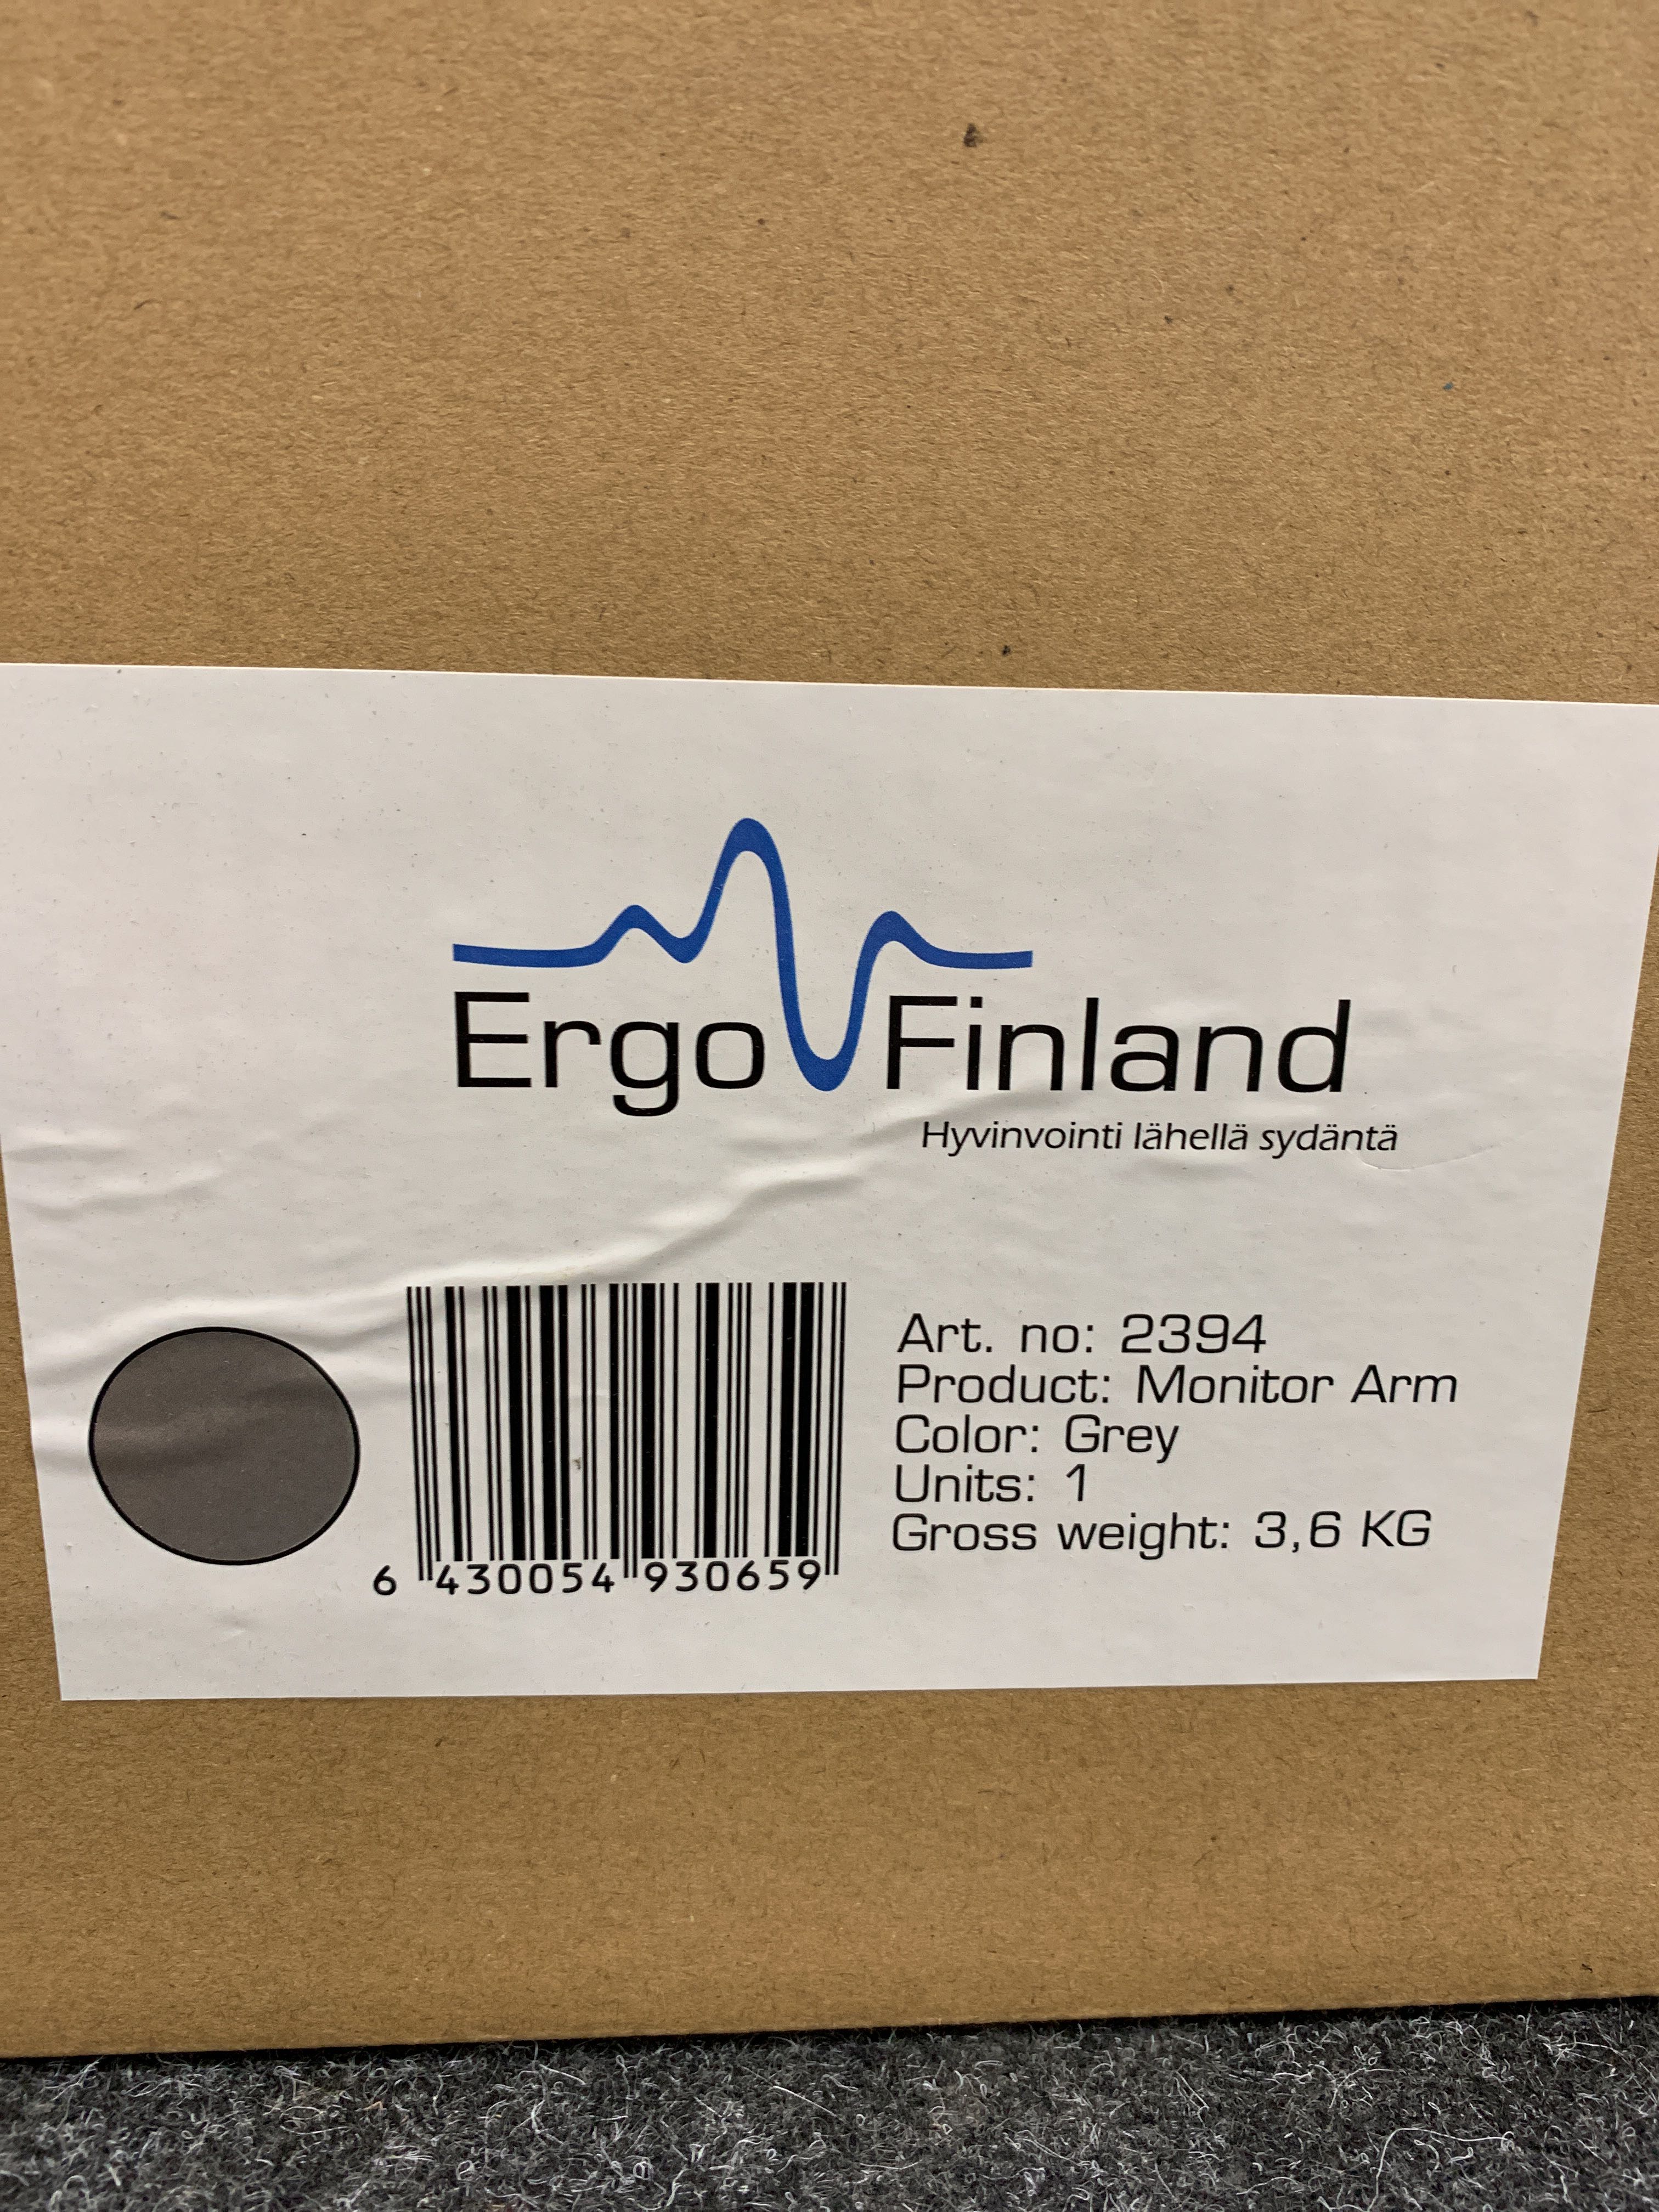 Ergo Finland
Hyvinvointi lähellä sydäntä
Art. no: 2394
Product: Monitor Arm
Color: Grey
Units: 1
Gross weight: 3,6 KG
6 430054 930659